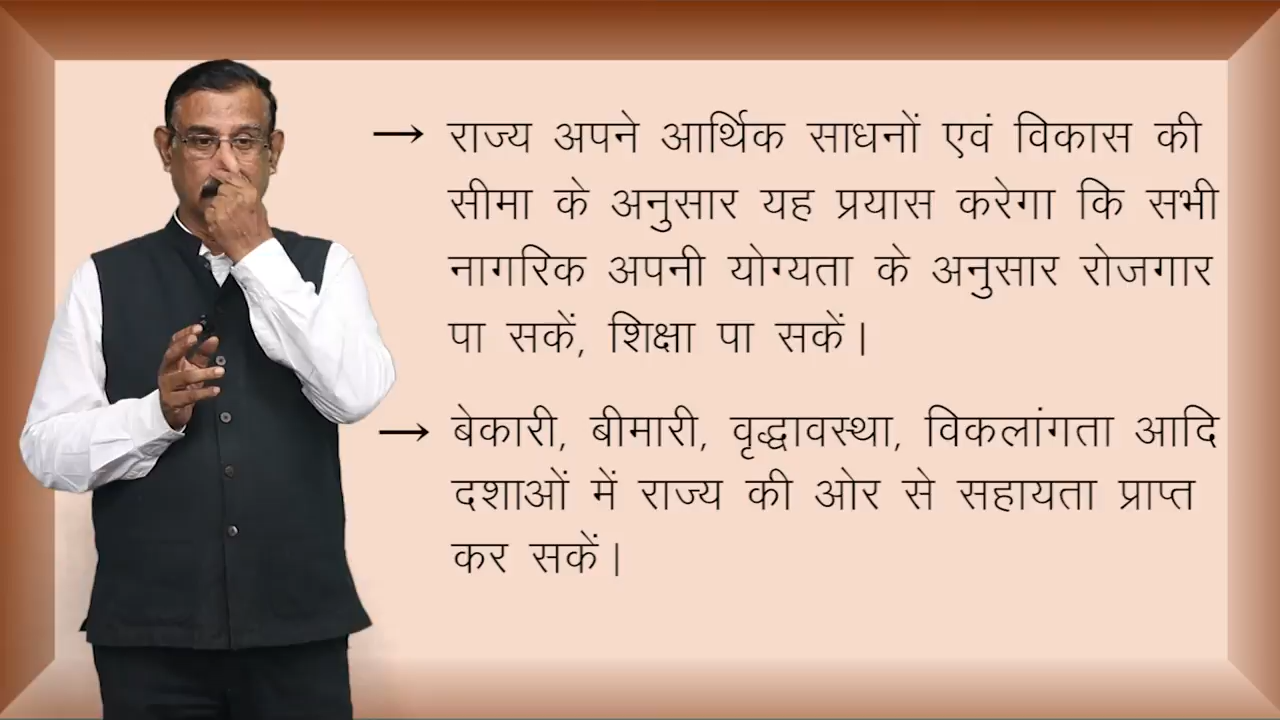 → राज्य अपने आर्थिक साधनों एवं विकास की
सीमा के अनुसार यह प्रयास करेगा कि सभी
नागरिक अपनी योग्यता के अनुसार रोजगार
पा सकें, शिक्षा पा सकें।
→ बेकारी, बीमारी, वृद्धावस्था, विकलांगता आदि
दशाओं में राज्य की ओर से सहायता प्राप्त
कर सकें।